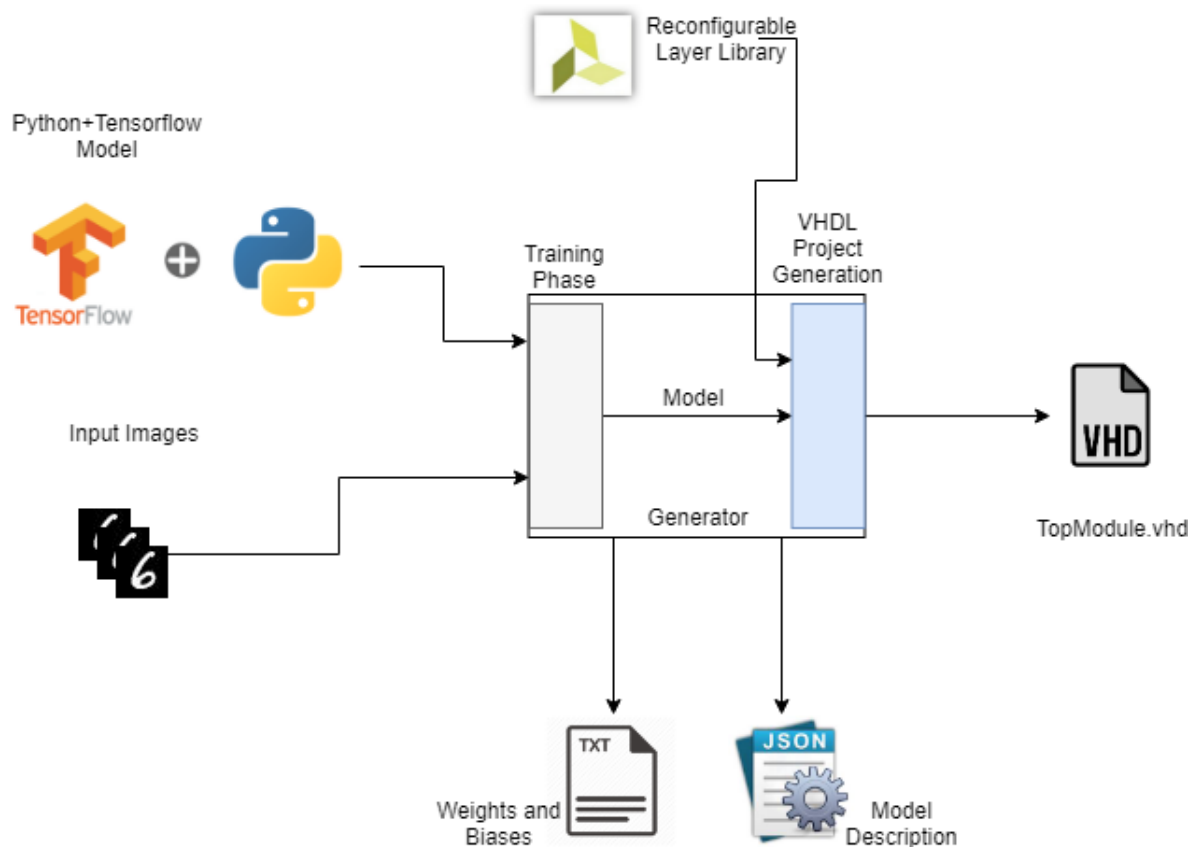 Reconfigurable
Layer Library
Python+Tensorflow
Model
TensorFlow
VHDL
Project
Generation
Training
Phase
Model
Input Images
Generator
VHD
TopModule.vhd
6
TXT
JSON
Weights and
Biases
Model
Description